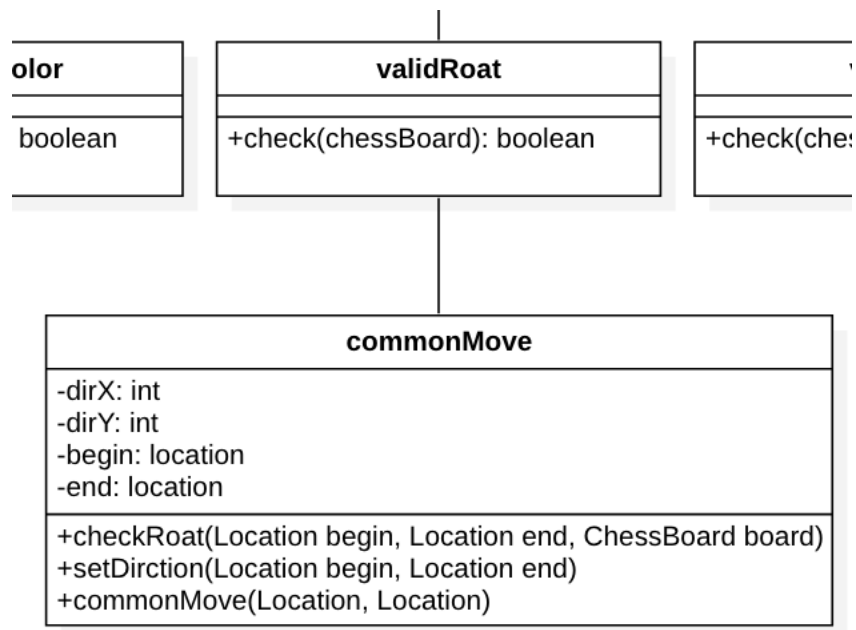 olor
boolean
validRoat
+check(chessBoard): boolean
+check(ches
commonMove
-dirX: int
-dirY: int
-begin: location
-end: location
+checkRoat(Location begin, Location end, ChessBoard board)
+setDirction(Location begin, Location end)
+commonMove(Location, Location)